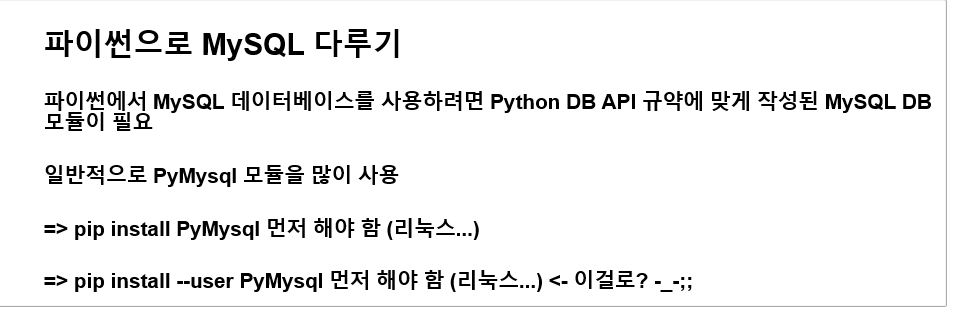 파이썬으로 MySQL 다루기
파이썬에서 MySQL 데이터베이스를 사용하려면 Python DB API 규약에 맞게 작성된 MySQL DB
모듈이 필요
일반적으로 PyMysql 모듈을 많이 사용
=> pip install PyMysql 먼저 해야 함 (리눅스...)
=> pip install --user PyMysql 먼저 해야 함 (리눅스...) <- 이걸로? -_-;;